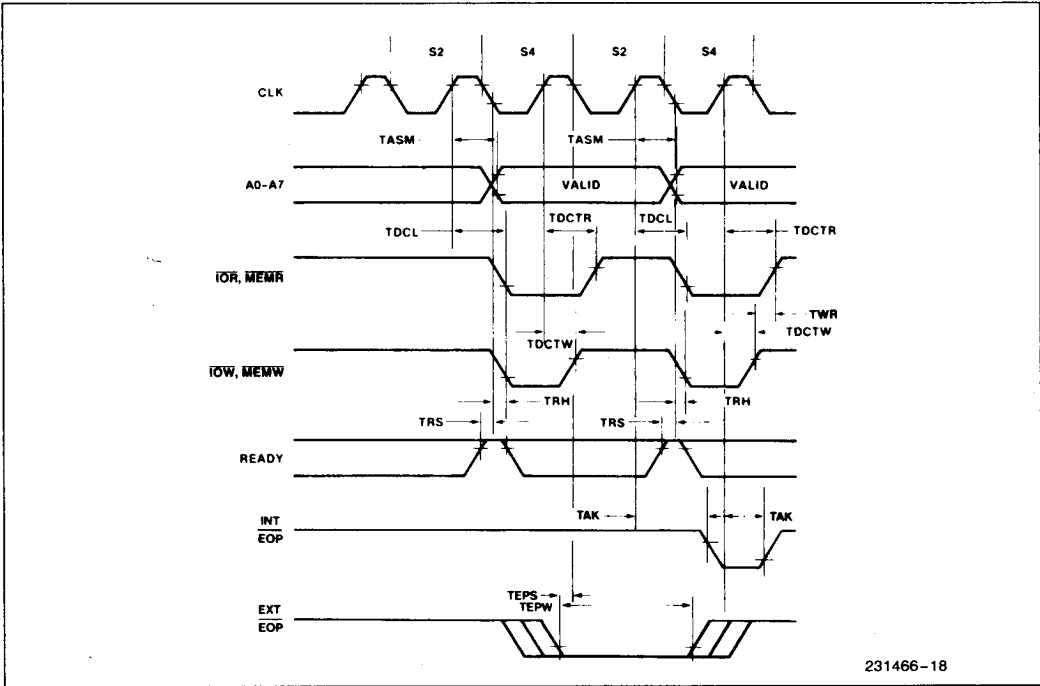 S2 S4 S2 S4
CLK
TASM TASM
A0-A7 VALID VALID
TDCL TDCTR TDCL TDCTR
IOR, MEMR
TWR
TDCTW TDCTW
IOW, MEMW
TRH TRH
TRS TRS
READY
TAK TAK
INT
EOP
TEPS
TEPW
EXT
EOP
231466-18